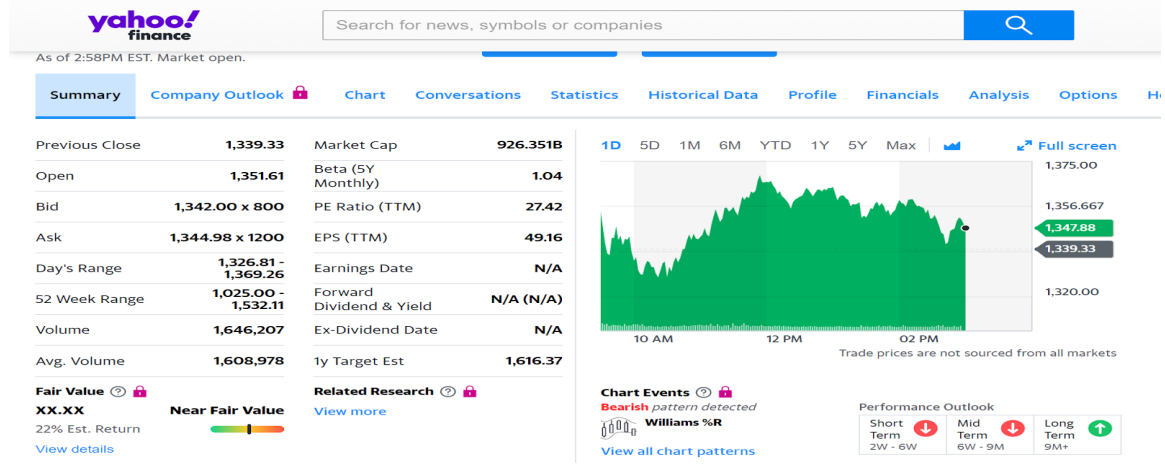 yahoo!
finance
Search for news, symbols or companies
As of 2:58PM EST. Market open.
Summary Company Outlook Chart Conversations Statistics Historical Data Profile Financials Analysis Options
Previous Close 1,339.33
Open 1,351.61
Bid 1,342.00 x 800
Ask 1,344.98 x 1200
Day's Range 1,326.81 -
1,369.26
52 Week Range 1,025.00 -
1,532.11
Volume 1,646,207
Avg. Volume 1,608,978
Market Cap 926.351B
Beta (5Y
Monthly) 1.04
PE Ratio (TTM) 27.42
EPS (TTM) 49.16
Earnings Date N/A
Forward
Dividend & Yield N/A (N/A)
Ex-Dividend Date N/A
1y Target Est 1,616.37
1D 5D 1M 6M YTD 1Y 5Y Max Full screen
1,375.00
1,356.667
1,347.88
1,339.33
1,320.00
10 AM 12 PM 02 PM
Trade prices are not sourced from all markets
Fair Value ?
XX.XX Near Fair Value
22% Est. Return
View details
Related Research ?
View more
Chart Events ?
Bearish pattern detected
Williams %R
View all chart patterns
Performance Outlook
Short
Term
2W - 6W
Mid
Term
6W - 9M
Long
Term
9M+